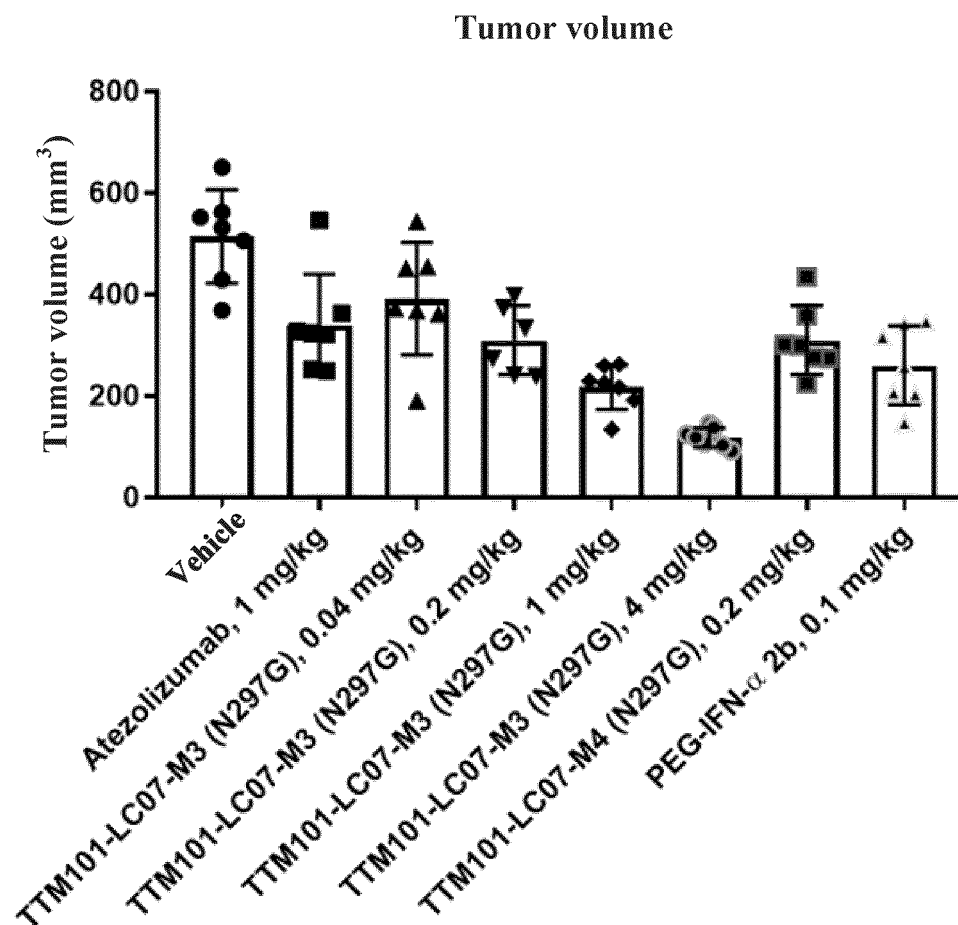 Tumor volume
Tumor volume (mm³)
800
600
400
200
0
Vehicle
Atezolizumab, 1 mg/kg
TTM101-LC07-M3 (N297G), 0.04 mg/kg
TTM101-LC07-M3 (N297G), 0.2 mg/kg
TTM101-LC07-M3 (N297G), 1 mg/kg
TTM101-LC07-M3 (N297G), 4 mg/kg
TTM101-LC07-M4 (N297G), 0.2 mg/kg
PEG-IFN-α 2b, 0.1 mg/kg